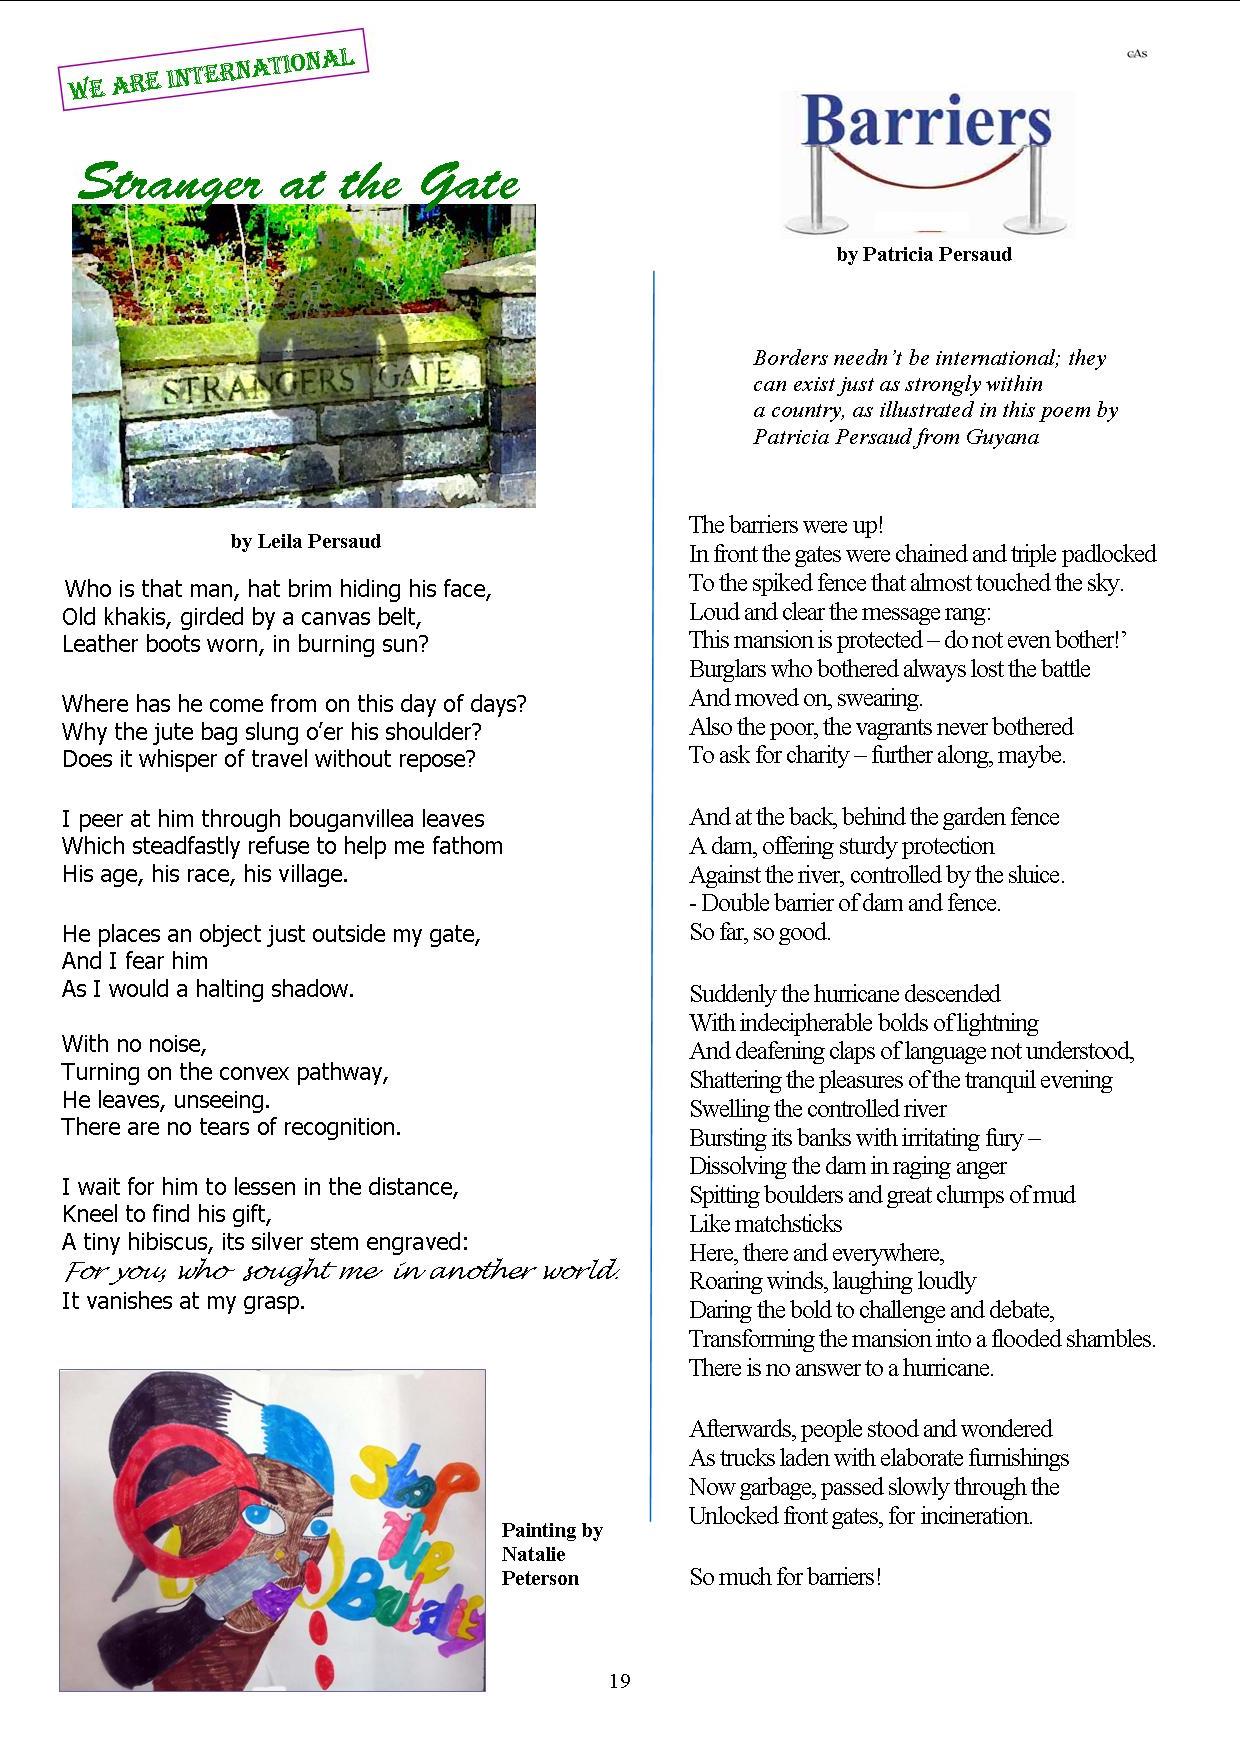 WE ARE INTERNATIONAL
cAs
Stranger at the Gate
STRANGERS GATE
by Leila Persaud
Who is that man, hat brim hiding his face,
Old khakis, girded by a canvas belt,
Leather boots worn, in burning sun?
Where has he come from on this day of days?
Why the jute bag slung o’er his shoulder?
Does it whisper of travel without repose?
I peer at him through bouganvillea leaves
Which steadfastly refuse to help me fathom
His age, his race, his village.
He places an object just outside my gate,
And I fear him
As I would a halting shadow.
With no noise,
Turning on the convex pathway,
He leaves, unseeing.
There are no tears of recognition.
I wait for him to lessen in the distance,
Kneel to find his gift,
A tiny hibiscus, its silver stem engraved:
For you, who sought me in another world.
It vanishes at my grasp.
Stop
the
Painting by
Natalie
Peterson
Barriers
by Patricia Persaud
Borders needn’t be international; they
can exist just as strongly within
a country, as illustrated in this poem by
Patricia Persaud from Guyana
The barriers were up!
In front the gates were chained and triple padlocked
To the spiked fence that almost touched the sky.
Loud and clear the message rang:
This mansion is protected – do not even bother!’
Burglars who bothered always lost the battle
And moved on, swearing.
Also the poor, the vagrants never bothered
To ask for charity – further along, maybe.
And at the back, behind the garden fence
A dam, offering sturdy protection
Against the river, controlled by the sluice.
- Double barrier of dam and fence.
So far, so good.
Suddenly the hurricane descended
With indecipherable bolds of lightning
And deafening claps of language not understood,
Shattering the pleasures of the tranquil evening
Swelling the controlled river
Bursting its banks with irritating fury –
Dissolving the dam in raging anger
Spitting boulders and great clumps of mud
Like matchsticks
Here, there and everywhere,
Roaring winds, laughing loudly
Daring the bold to challenge and debate,
Transforming the mansion into a flooded shambles.
There is no answer to a hurricane.
Afterwards, people stood and wondered
As trucks laden with elaborate furnishings
Now garbage, passed slowly through the
Unlocked front gates, for incineration.
So much for barriers!
19